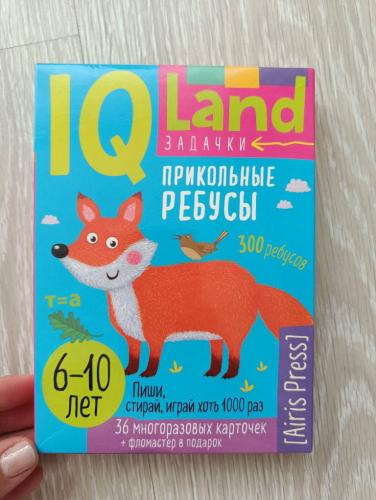 IQ Land
ЗАДАЧКИ
ПРИКОЛЬНЫЕ
РЕБУСЫ
300 ребусов
т=а
6–10
лет
Пиши,
стирай, играй хоть 1000 раз
[Airis Press]
36 многоразовых карточек
+ фломастер в подарок